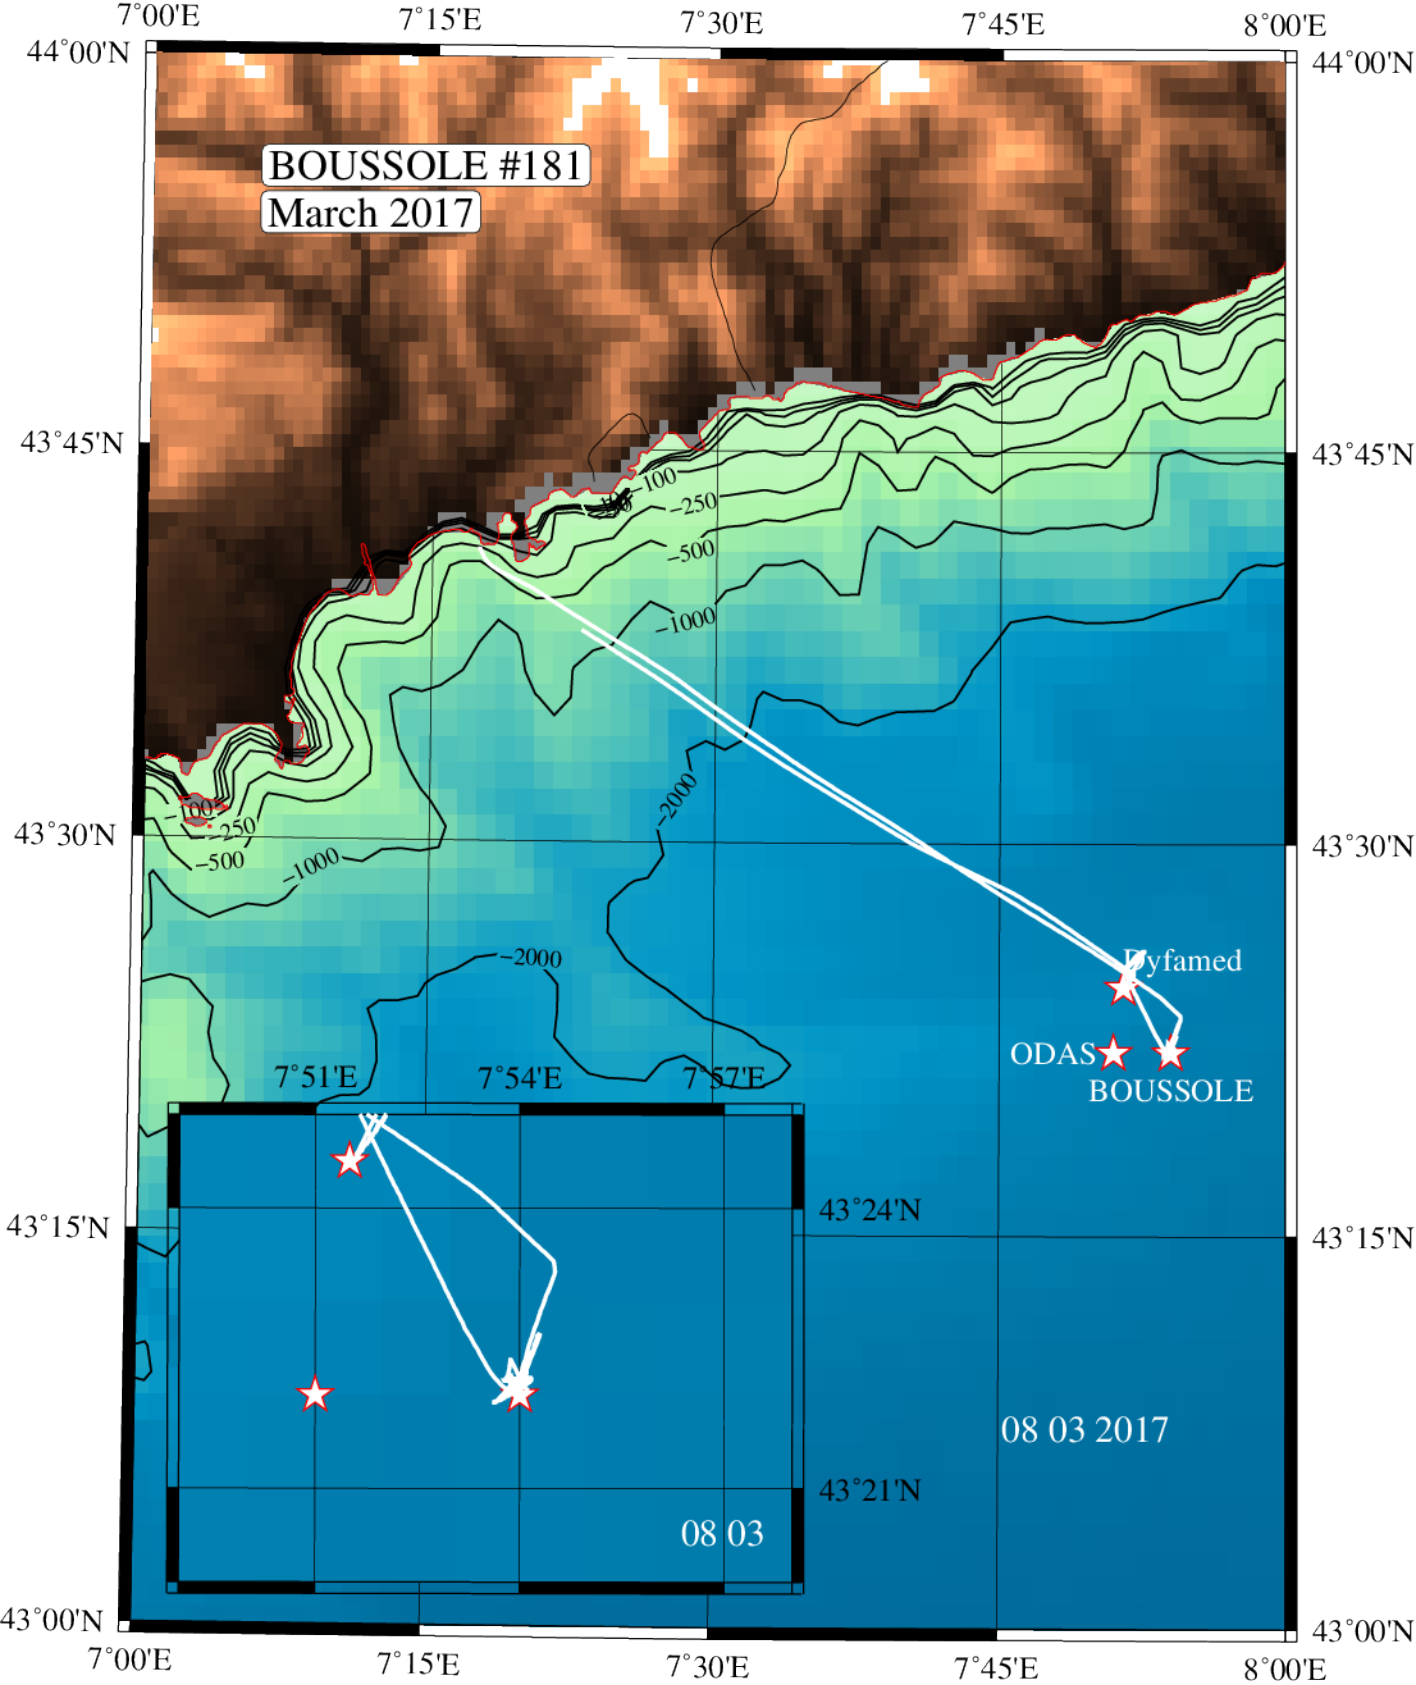 7°00'E 7°15'E 7°30'E 7°45'E 8°00'E
44°00'N 44°00'N
BOUSSOLE #181
March 2017
43°45'N 43°45'N
−100
−250
−500
−1000
−2000
43°30'N 43°30'N
−100
−250
−500
−1000
−2000
Dyfamed
ODAS
BOUSSOLE
7°51'E 7°54'E 7°57'E
43°24'N
43°15'N 43°15'N
08 03 2017
43°21'N
08 03
43°00'N 43°00'N
7°00'E 7°15'E 7°30'E 7°45'E 8°00'E